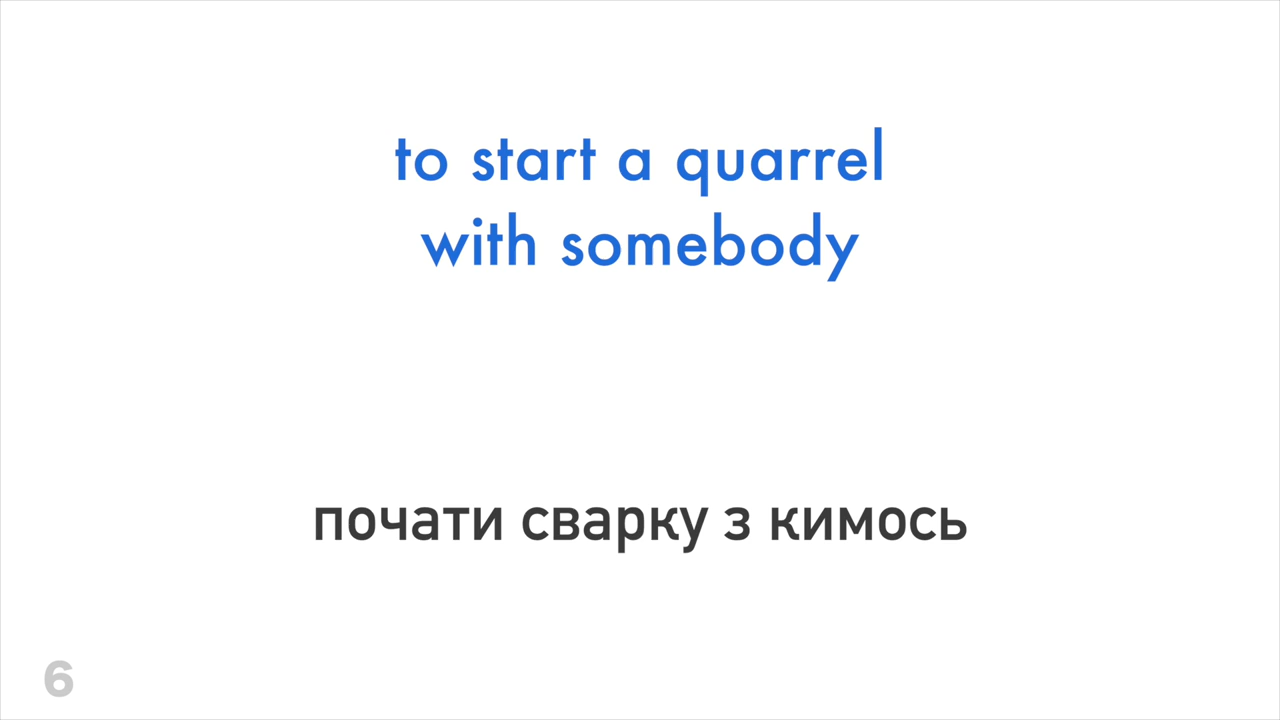 to start a quarrel
with somebody
почати сварку з кимось
6